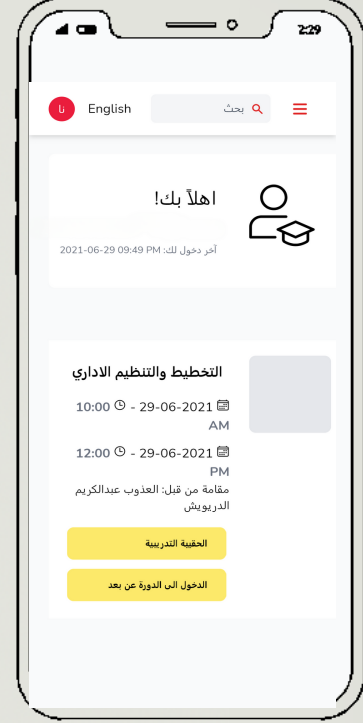 2:29
نا English بحث
اهلاً بك!
آخر دخول لك: 2021-06-29 09:49 PM
التخطيط والتنظيم الاداري
29-06-2021 - 10:00
AM
29-06-2021 - 12:00
PM
مقامة من قبل: العذوب عبدالكريم
الدريويش
الحقيبة التدريبية
الدخول الى الدورة عن بعد